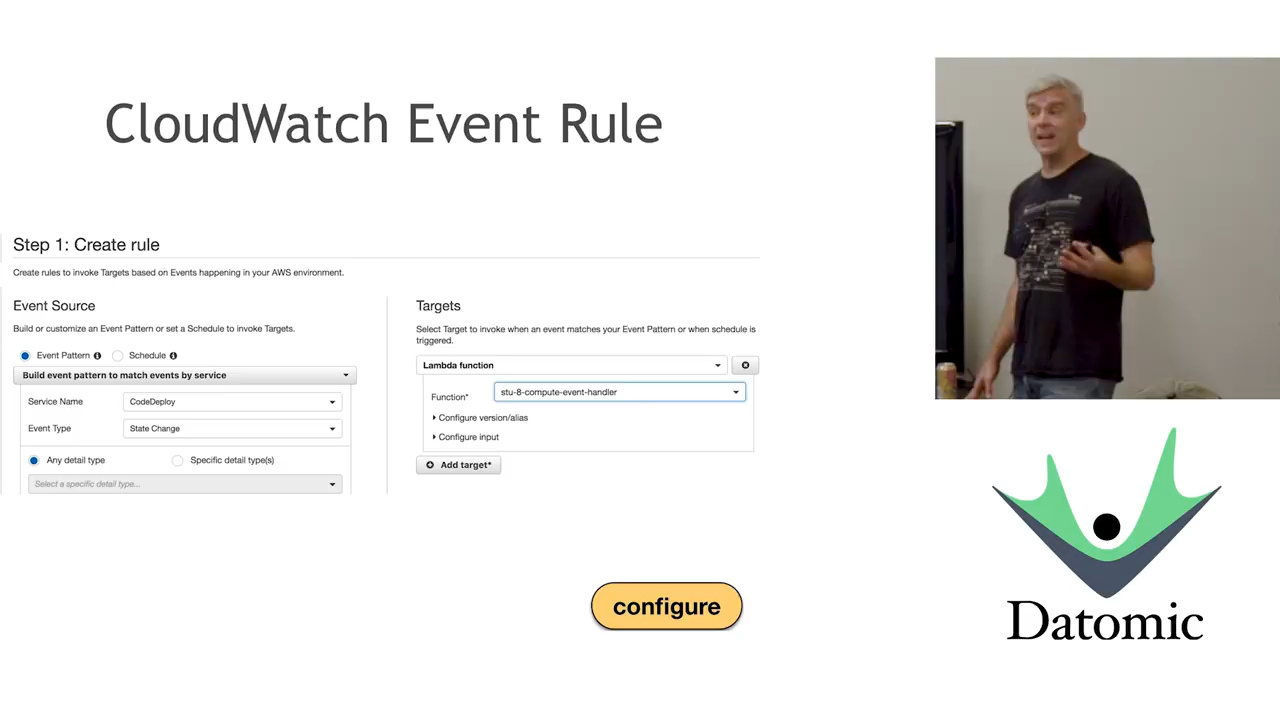 CloudWatch Event Rule
Step 1: Create rule
Create rules to invoke Targets based on Events happening in your AWS environment.
Event Source
Build or customize an Event Pattern or set a Schedule to invoke Targets.
Event Pattern
Schedule
Build event pattern to match events by service
Service Name
CodeDeploy
Event Type
State Change
Any detail type
Specific detail type(s)
Select a specific detail type...
Targets
Select Target to invoke when an event matches your Event Pattern or when schedule is
triggered.
Lambda function
Function*
stu-8-compute-event-handler
Configure version/alias
Configure input
Add target*
configure
Datomic